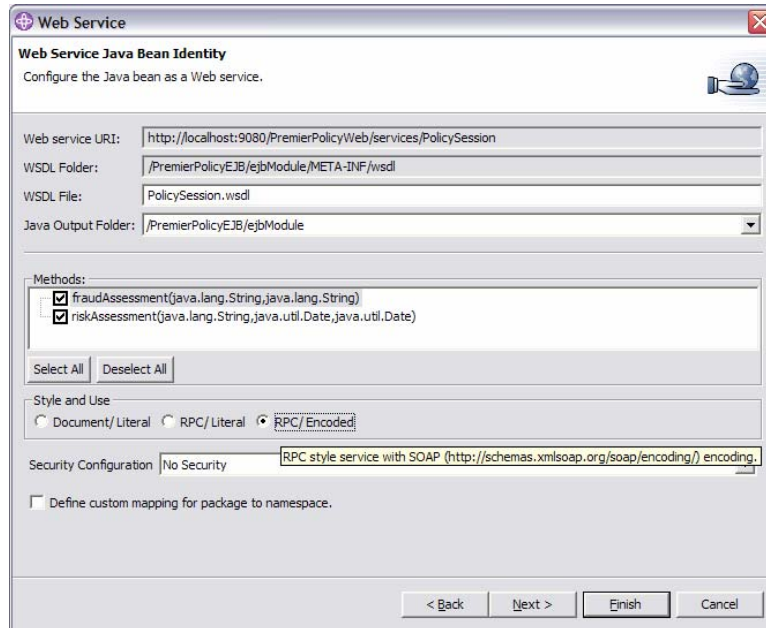 Web Service
Web Service Java Bean Identity
Configure the Java bean as a Web service.
Web service URI: http://localhost:9080/PremierPolicyWeb/services/PolicySession
WSDL Folder: /PremierPolicyEJB/ejbModule/META-INF/wsdl
WSDL File: PolicySession.wsdl
Java Output Folder: /PremierPolicyEJB/ejbModule
Methods:
fraudAssessment(java.lang.String,java.lang.String)
riskAssessment(java.lang.String,java.util.Date,java.util.Date)
Select All Deselect All
Style and Use
Document/Literal RPC/Literal RPC/Encoded
RPC style service with SOAP (http://schemas.xmlsoap.org/soap/encoding/) encoding.
Security Configuration No Security
Define custom mapping for package to namespace.
< Back Next > Finish Cancel